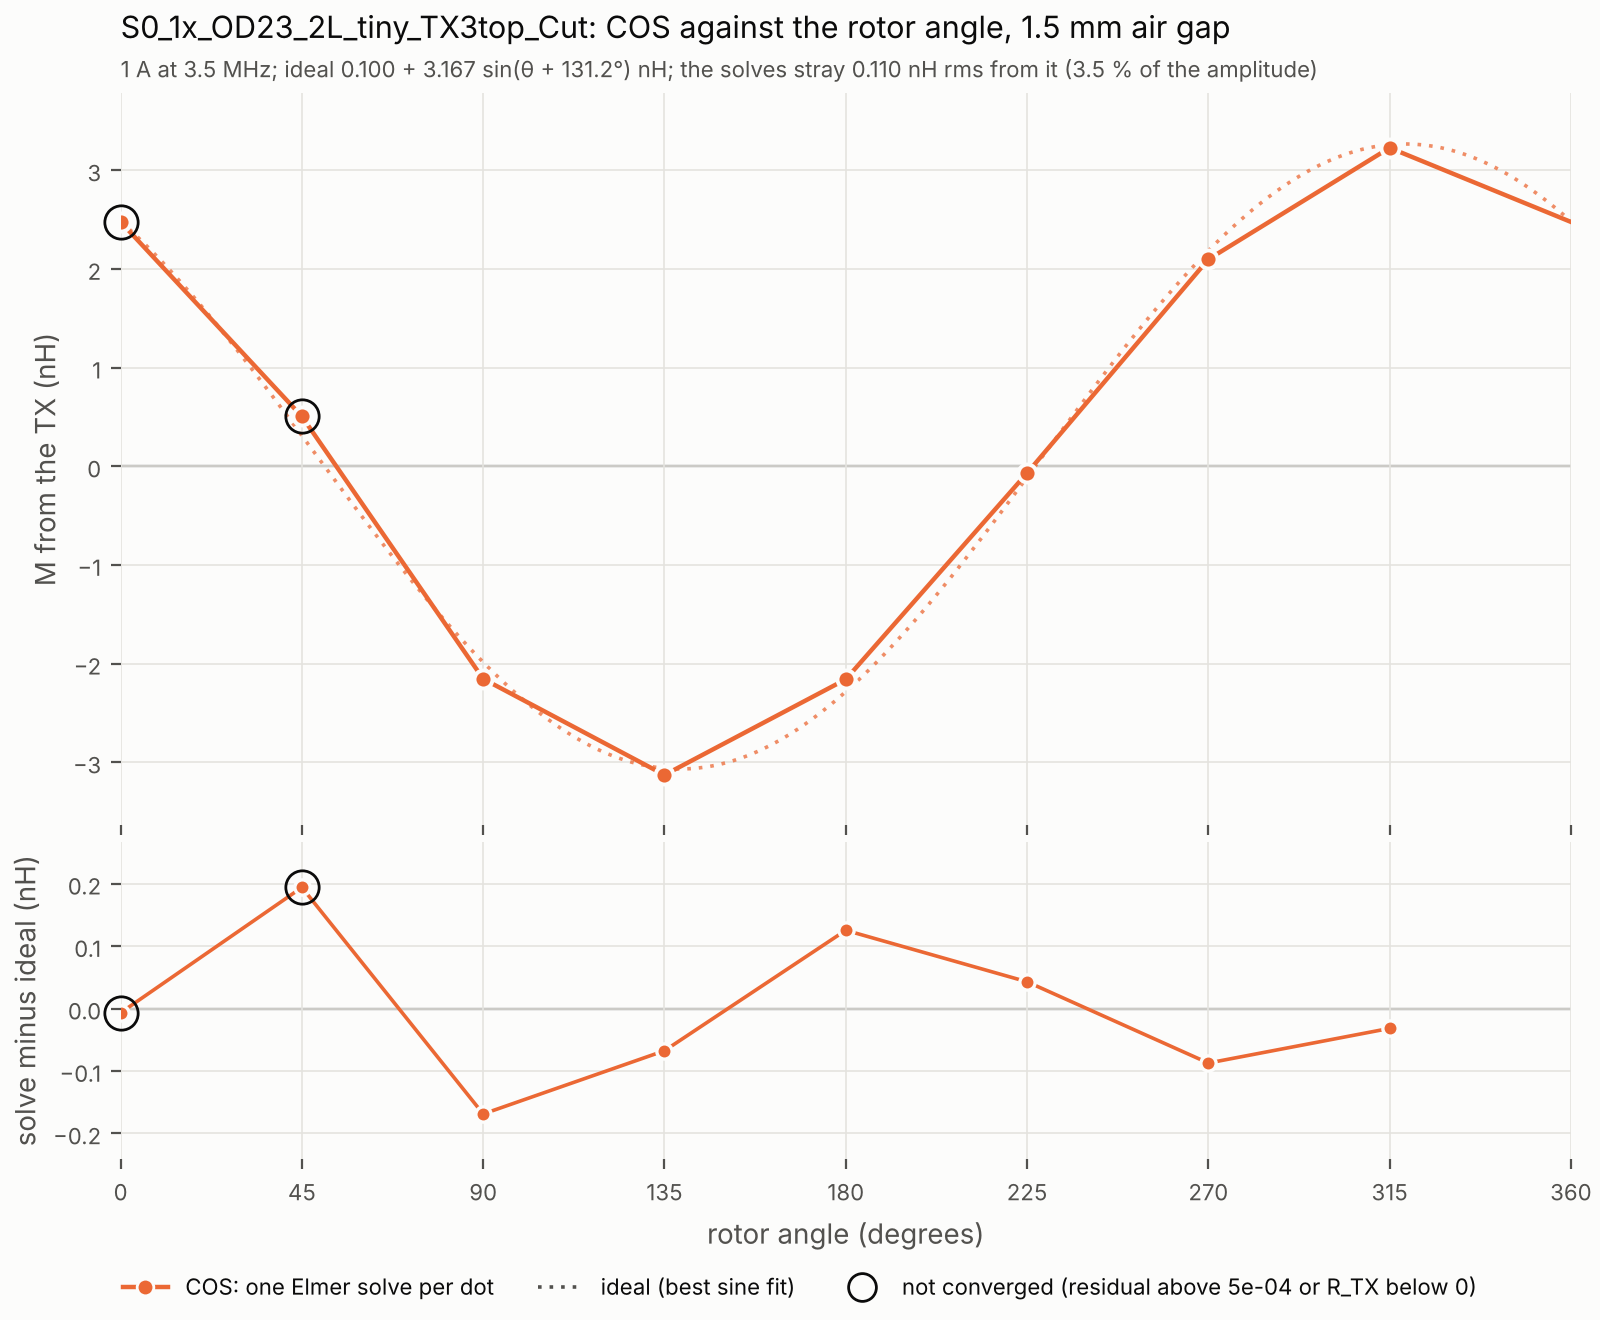 S0_1x_OD23_2L_tiny_TX3top_Cut: COS against the rotor angle, 1.5 mm air gap
1 A at 3.5 MHz; ideal 0.100 + 3.167 sin(θ + 131.2°) nH; the solves stray 0.110 nH rms from it (3.5 % of the amplitude)
M from the TX (nH)
3
2
1
0
−1
−2
−3
solve minus ideal (nH)
0.2
0.1
0.0
−0.1
−0.2
0 45 90 135 180 225 270 315 360
rotor angle (degrees)
COS: one Elmer solve per dot ideal (best sine fit) not converged (residual above 5e-04 or R_TX below 0)